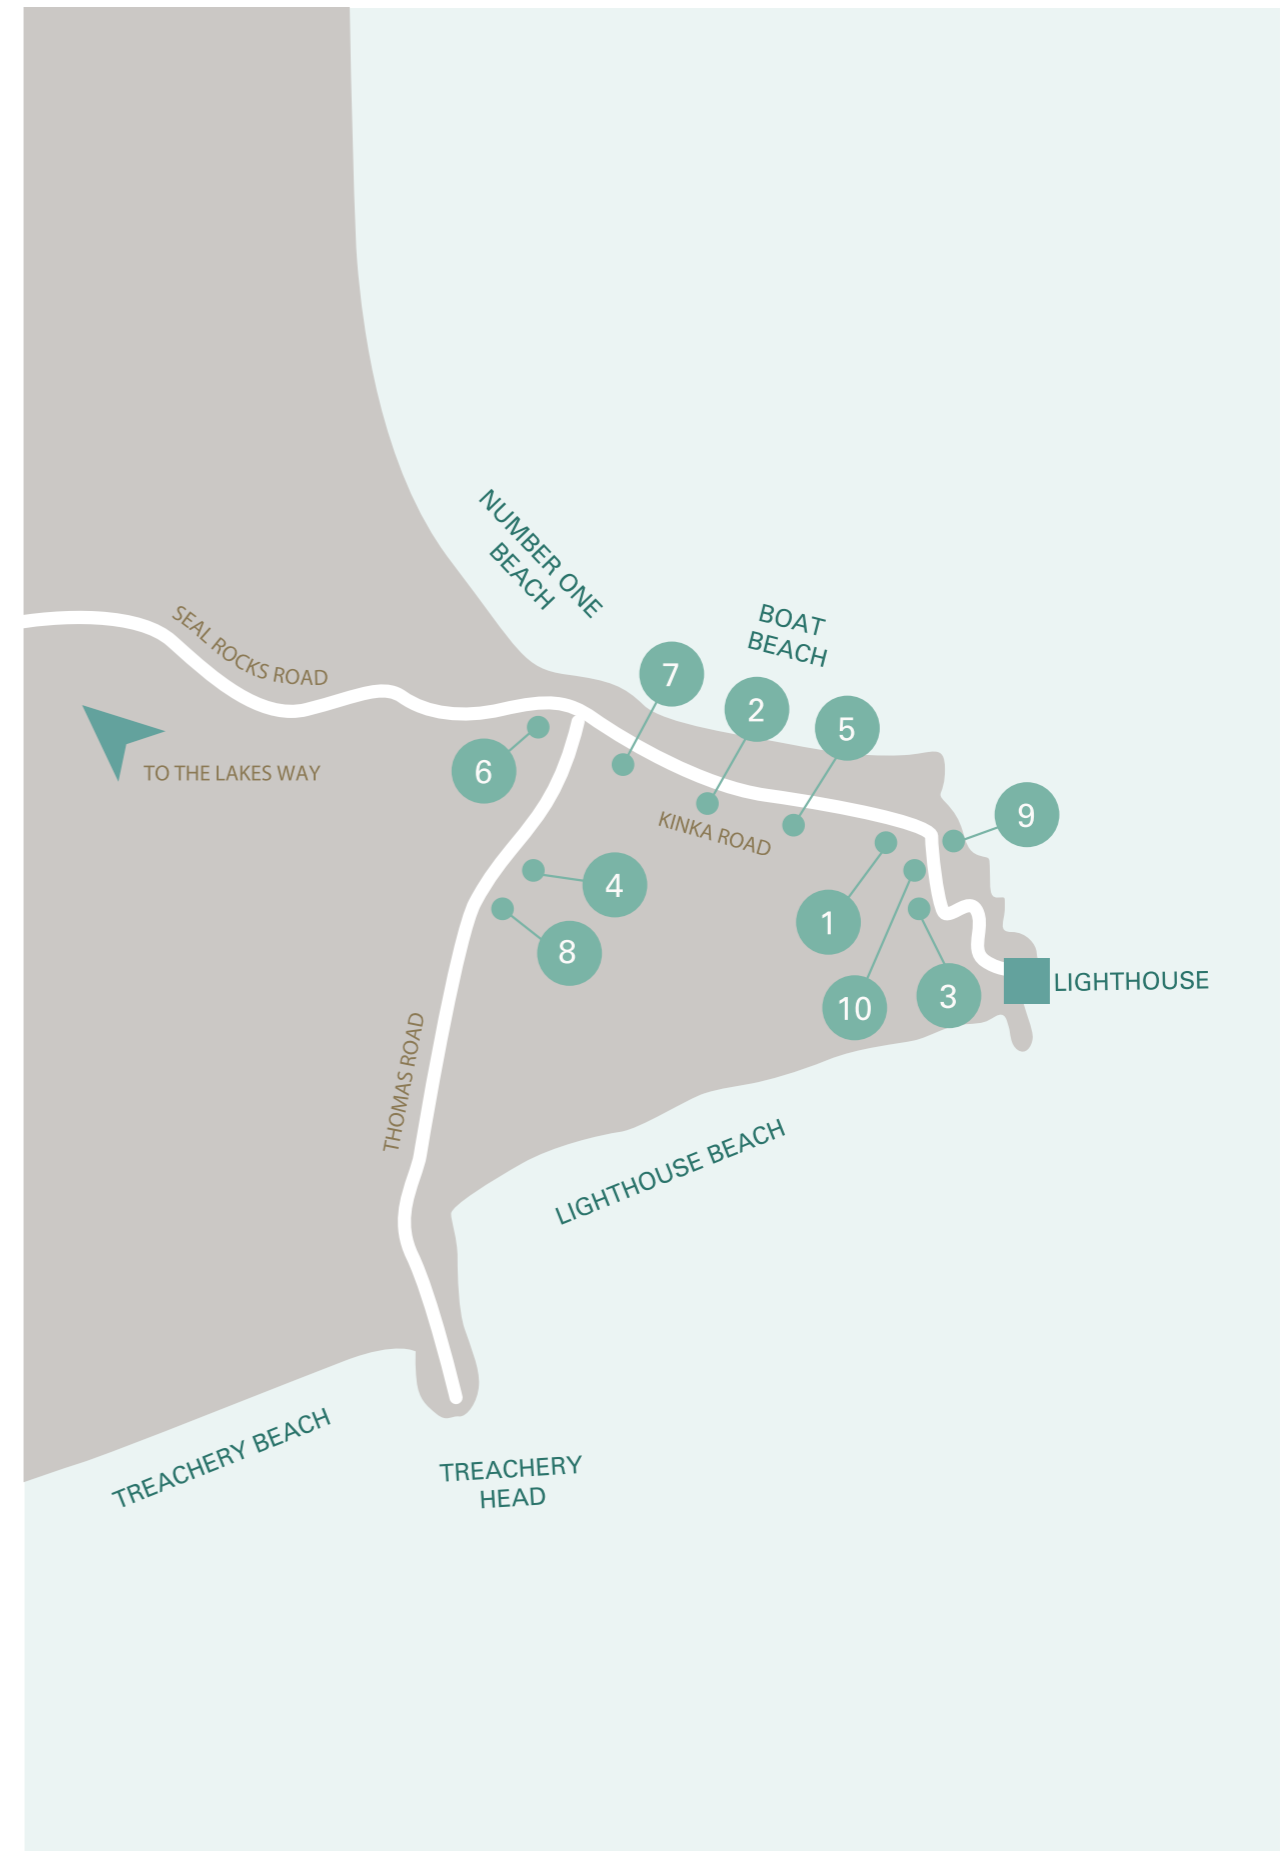 NUMBER ONE
BEACH
BOAT
BEACH
SEAL ROCKS ROAD
7
2
5
6
TO THE LAKES WAY
KINKA ROAD
9
4
1
8
10
3
LIGHTHOUSE
THOMAS ROAD
LIGHTHOUSE BEACH
TREACHERY BEACH
TREACHERY
HEAD